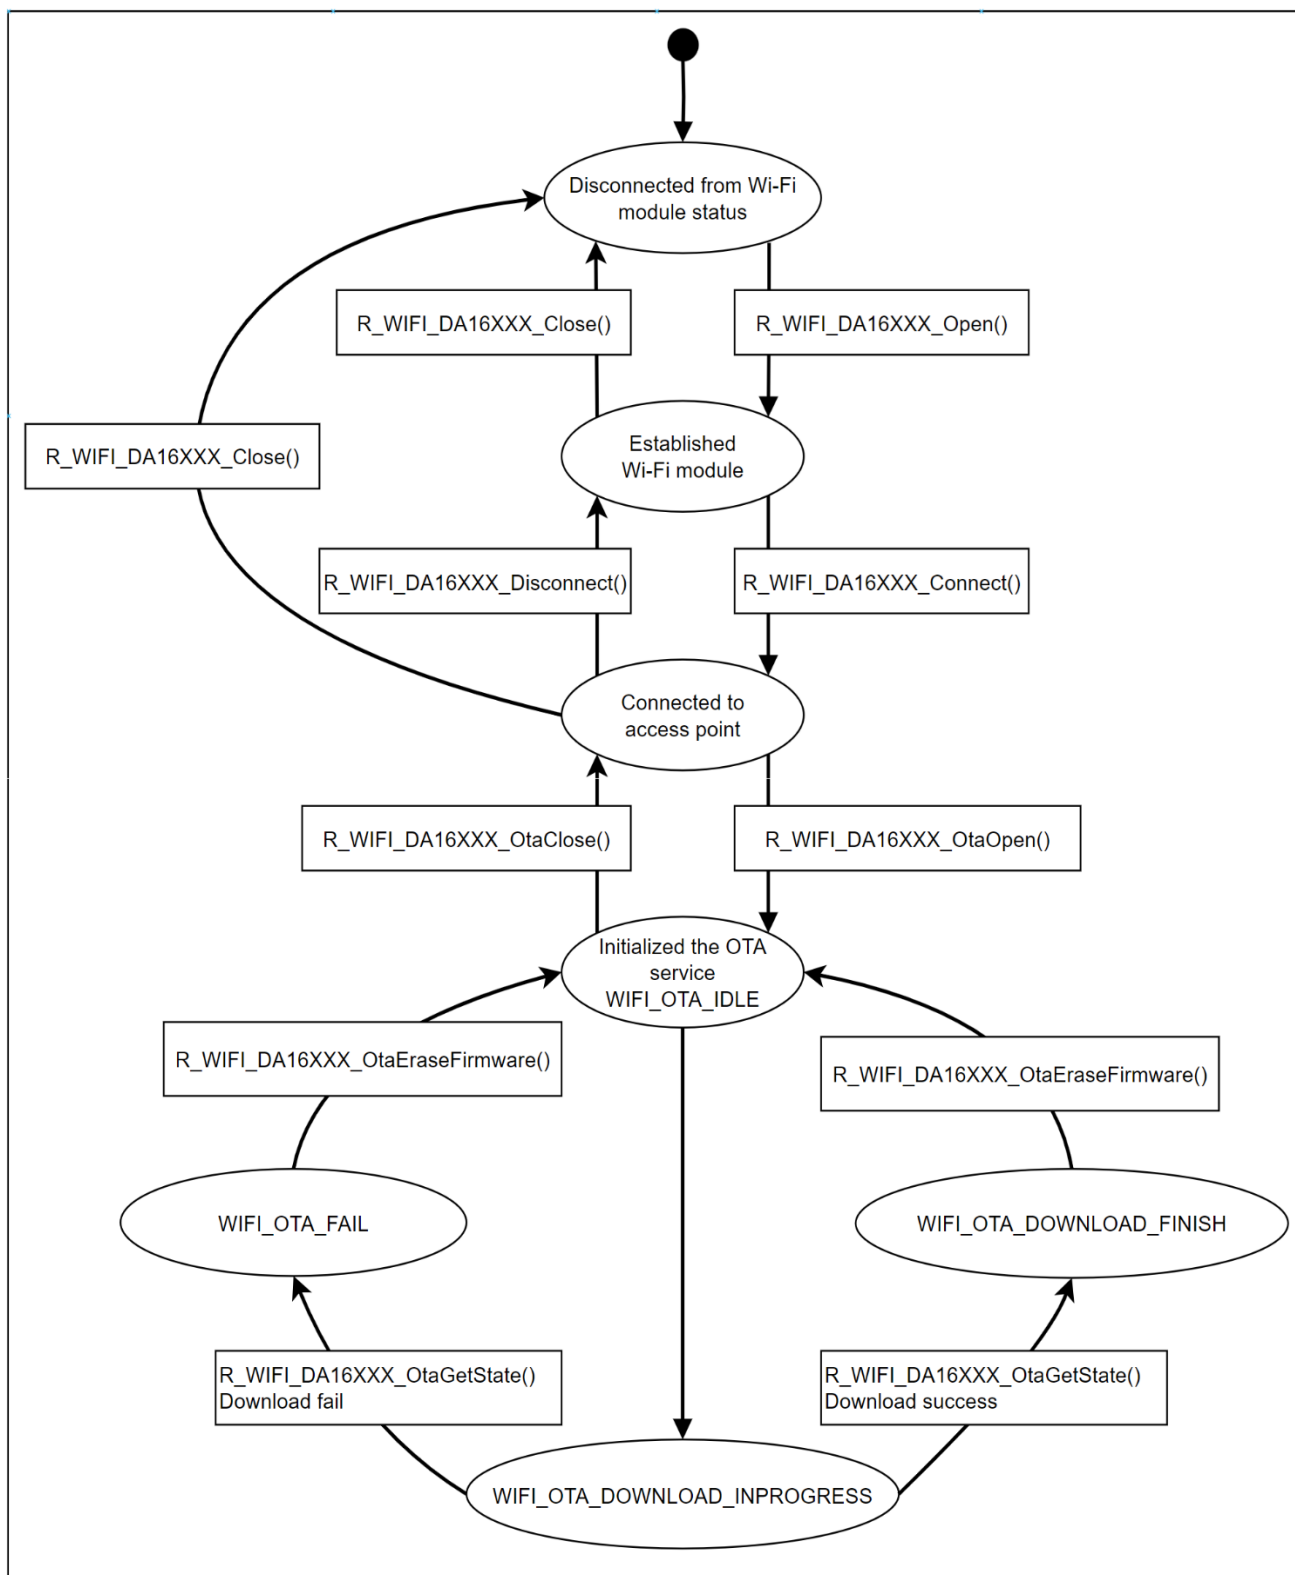 Disconnected from Wi-Fi
module status
R_WIFI_DA16XXX_Close()
R_WIFI_DA16XXX_Open()
R_WIFI_DA16XXX_Close()
Established
Wi-Fi module
R_WIFI_DA16XXX_Disconnect()
R_WIFI_DA16XXX_Connect()
Connected to
access point
R_WIFI_DA16XXX_OtaClose()
R_WIFI_DA16XXX_OtaOpen()
Initialized the OTA
service
WIFI_OTA_IDLE
R_WIFI_DA16XXX_OtaEraseFirmware()
R_WIFI_DA16XXX_OtaEraseFirmware()
WIFI_OTA_FAIL
WIFI_OTA_DOWNLOAD_FINISH
R_WIFI_DA16XXX_OtaGetState()
Download fail
R_WIFI_DA16XXX_OtaGetState()
Download success
WIFI_OTA_DOWNLOAD_INPROGRESS